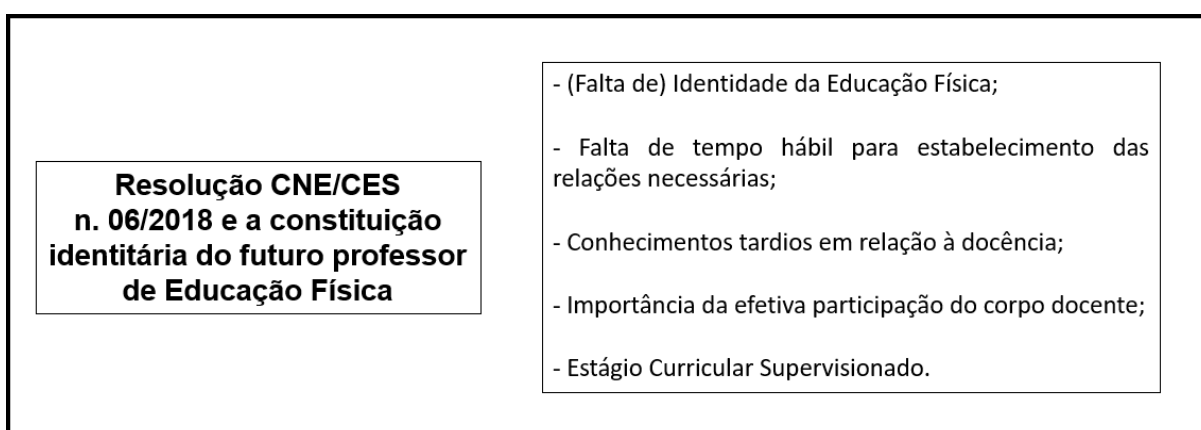 Resolução CNE/CES
n. 06/2018 e a constituição
identitária do futuro professor
de Educação Física
- (Falta de) Identidade da Educação Física;
- Falta de tempo hábil para estabelecimento das
relações necessárias;
- Conhecimentos tardios em relação à docência;
- Importância da efetiva participação do corpo docente;
- Estágio Curricular Supervisionado.